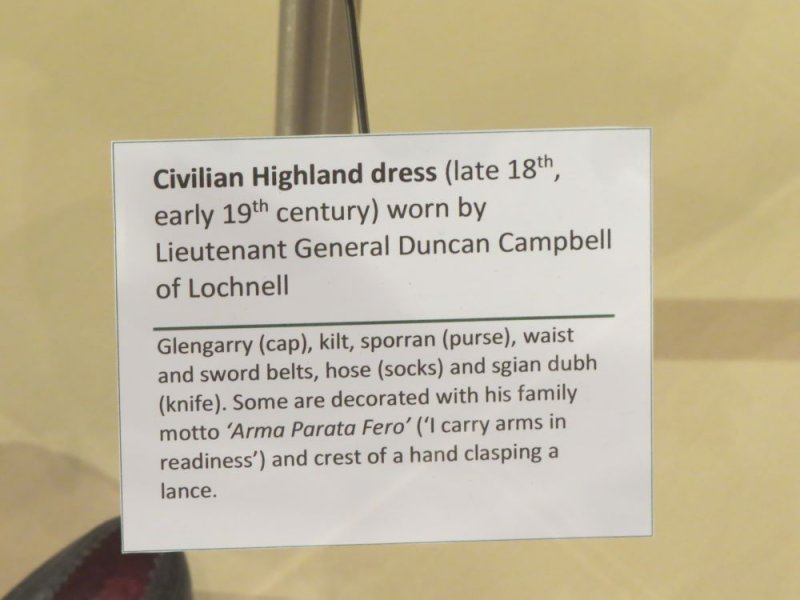 Civilian Highland dress (late 18th,
early 19th century) worn by
Lieutenant General Duncan Campbell
of Lochnell
Glengarry (cap), kilt, sporran (purse), waist
and sword belts, hose (socks) and sgian dubh
(knife). Some are decorated with his family
motto ‘Arma Parata Fero’ (‘I carry arms in
readiness’) and crest of a hand clasping a
lance.